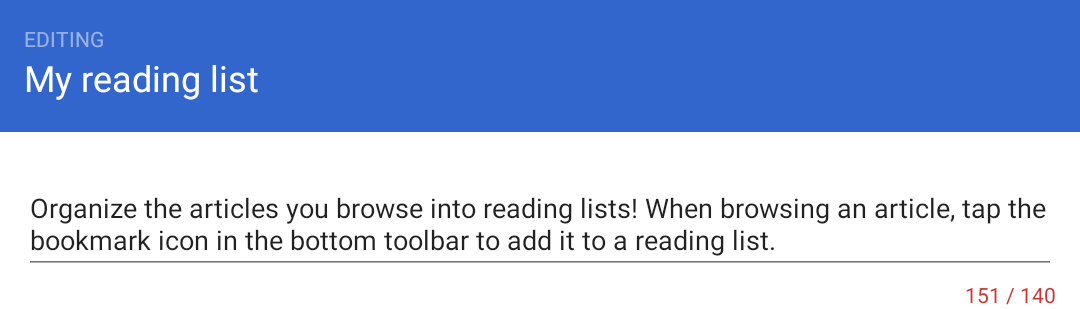 EDITING
My reading list
Organize the articles you browse into reading lists! When browsing an article, tap the
bookmark icon in the bottom toolbar to add it to a reading list.
151 / 140